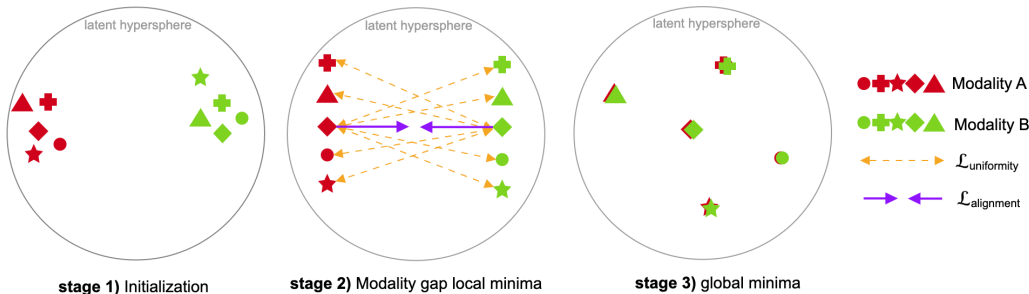 latent hypersphere
latent hypersphere
latent hypersphere
Modality A
Modality B
ℒuniformity
ℒalignment
stage 1) Initialization
stage 2) Modality gap local minima
stage 3) global minima